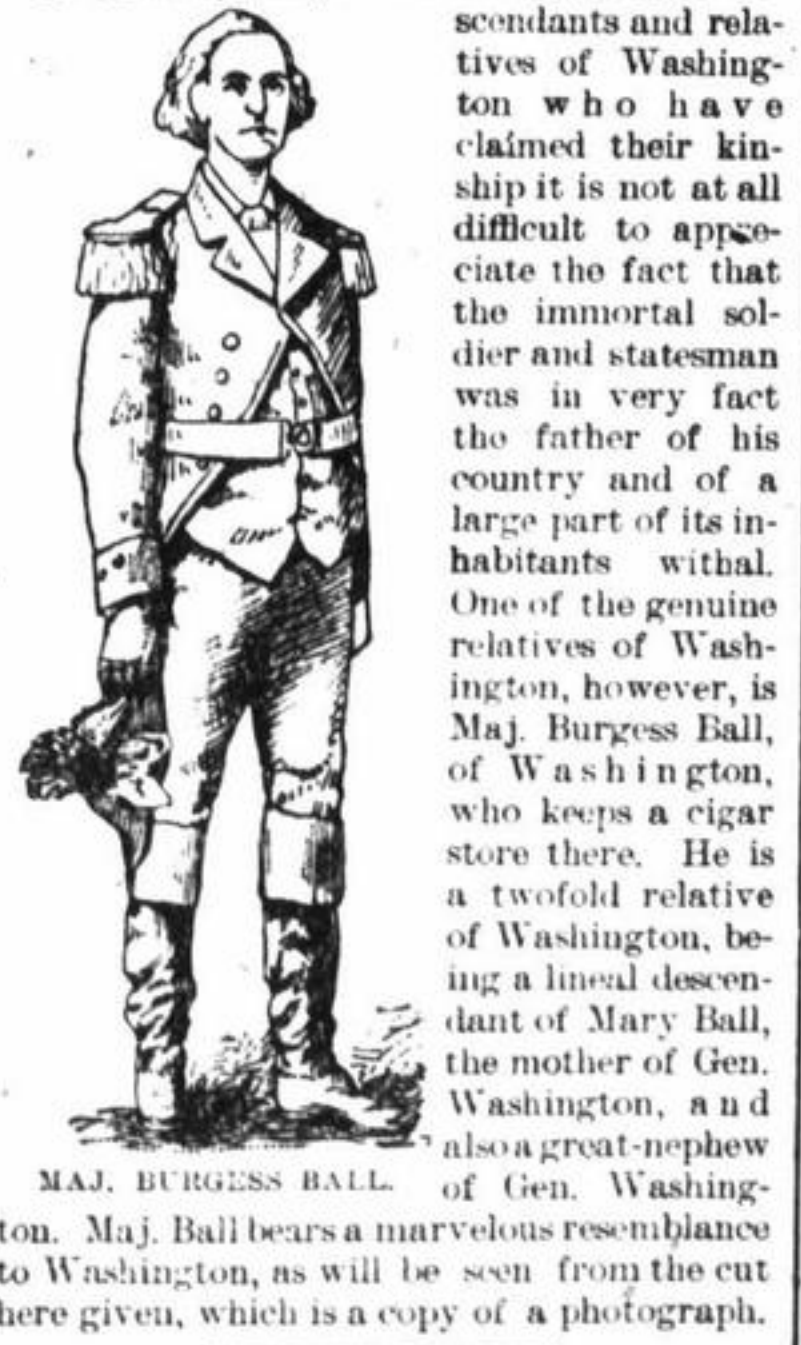 scendants and rela-
tives of Washing-
ton who have
claimed their kin-
ship it is not at all
difficult to appre-
ciate the fact that
the immortal sol-
dier and statesman
was in very fact
the father of his
country and of a
large part of its in-
habitants withal.
One of the genuine
relatives of Wash-
ington, however, is
Maj. Burgess Ball,
of Washington,
who keeps a cigar
store there. He is
a twofold relative
of Washington, be-
ing a lineal descen-
dant of Mary Ball,
the mother of Gen.
Washington, and
also a great-nephew
of Gen. Washing-
MAJ. BURGESS BALL.
ton. Maj. Ball bears a marvelous resemblance
to Washington, as will be seen from the cut
here given, which is a copy of a photograph.